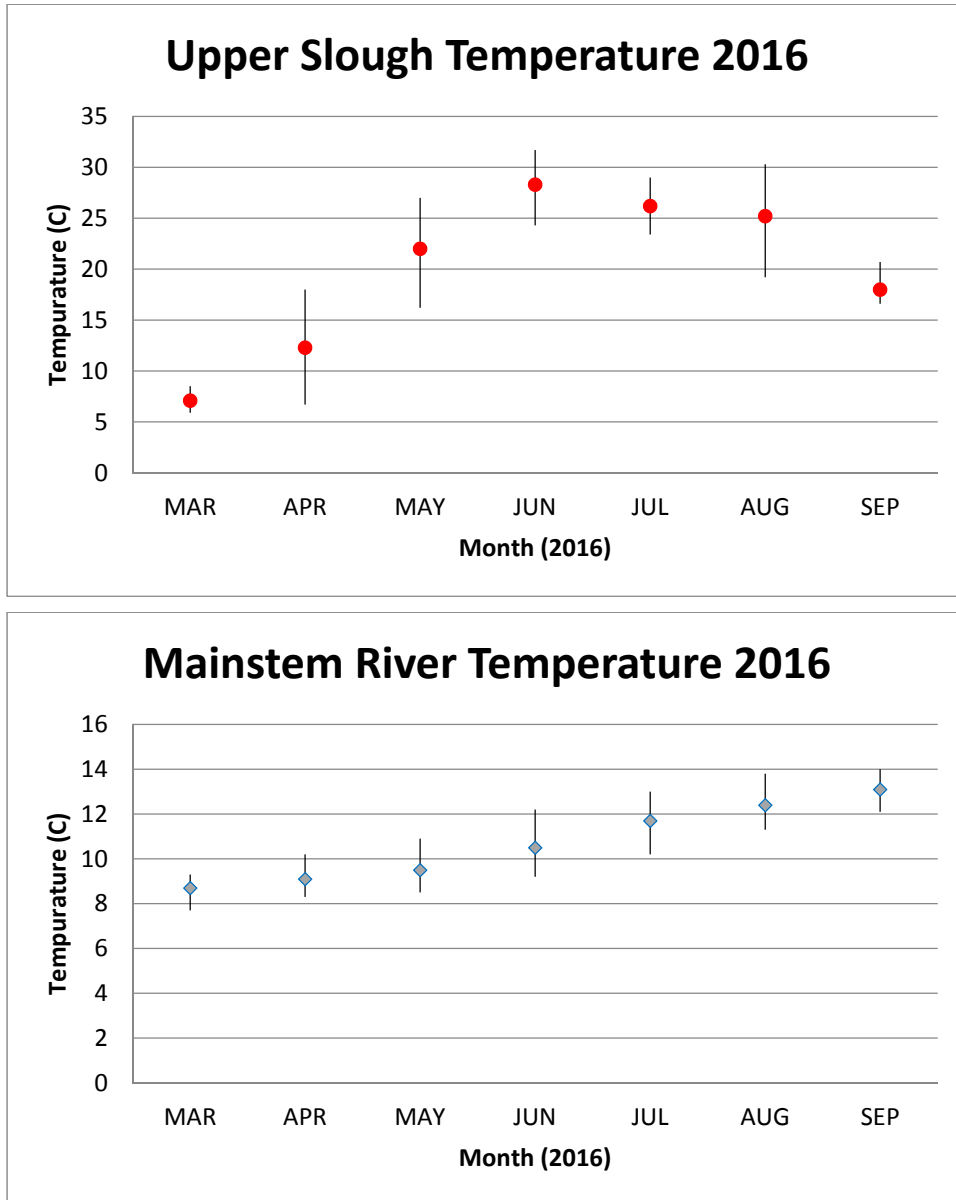 Upper Slough Temperature 2016
35
30
25
20
15
10
5
0
Tempurature (C)
MAR APR MAY JUN JUL AUG SEP
Month (2016)
Mainstem River Temperature 2016
16
14
12
10
8
6
4
2
0
Tempurature (C)
MAR APR MAY JUN JUL AUG SEP
Month (2016)